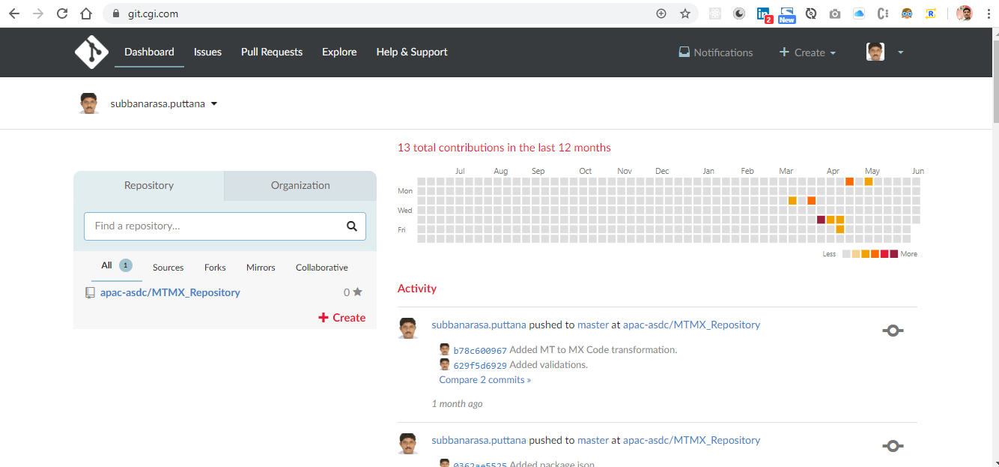 git.cgi.com
2
New
R
Dashboard Issues Pull Requests Explore Help & Support Notifications Create
subbanarasa.puttana
13 total contributions in the last 12 months
Jul Aug Sep Oct Nov Dec Jan Feb Mar Apr May Jun
Mon
Wed
Fri
Less More
Repository Organization
Find a repository...
All 1 Sources Forks Mirrors Collaborative
apac-asdc/MTMX_Repository 0
Create
Activity
subbanarasa.puttana pushed to master at apac-asdc/MTMX_Repository
b78c600967 Added MT to MX Code transformation.
629f5d6929 Added validations.
Compare 2 commits »
1 month ago
subbanarasa.puttana pushed to master at apac-asdc/MTMX_Repository
0362ae5525 Added package.json